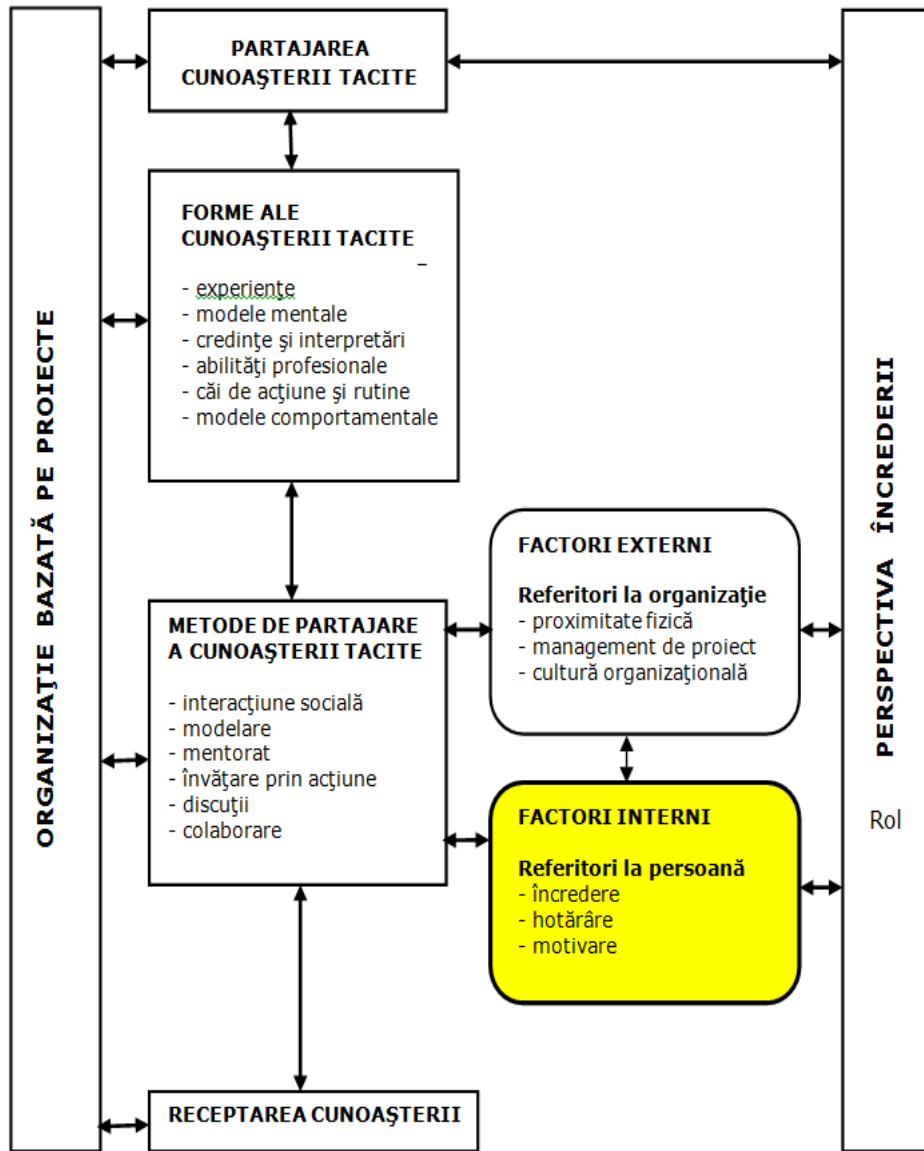 ORGANIZAŢIE BAZATĂ PE PROIECTE
PARTAJAREA
CUNOAŞTERII TACITE
FORME ALE
CUNOAŞTERII TACITE
–
- experienţe
- modele mentale
- credinţe şi interpretări
- abilităţi profesionale
- căi de acţiune şi rutine
- modele comportamentale
METODE DE PARTAJARE
A CUNOAŞTERII TACITE
- interacţiune socială
- modelare
- mentorat
- învăţare prin acţiune
- discuţii
- colaborare
FACTORI EXTERNI
Referitori la organizaţie
- proximitate fizică
- management de proiect
- cultură organizaţională
FACTORI INTERNI
Referitori la persoană
- încredere
- hotărâre
- motivare
RECEPTAREA CUNOAŞTERII
PERSPECTIVA ÎNCREDERII
Rol